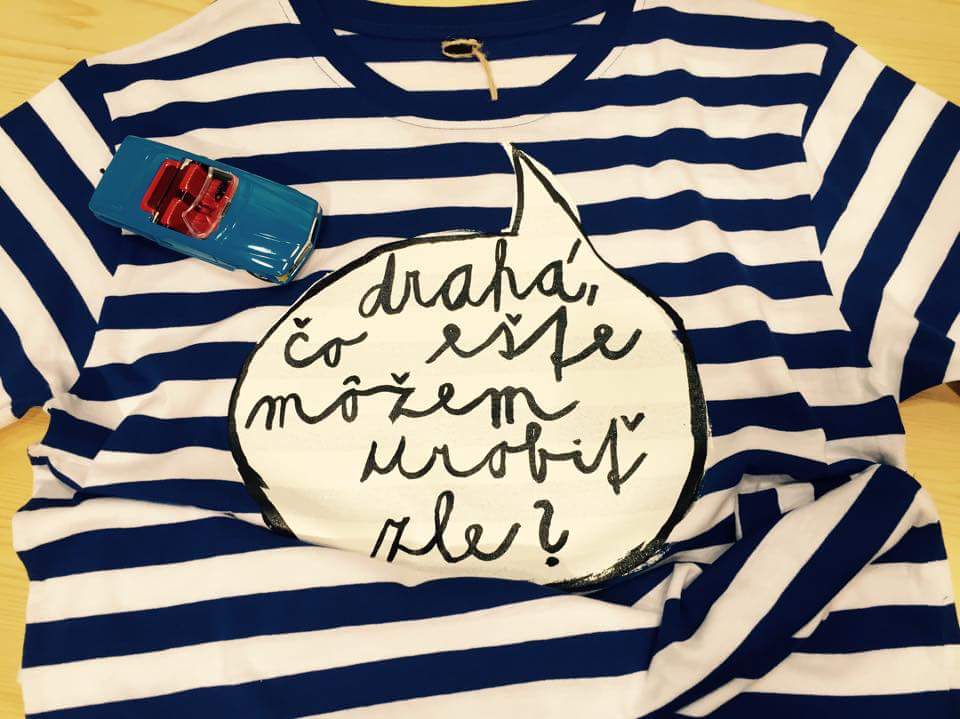 drahá,
čo ešte
môžem
urobiť
zle?